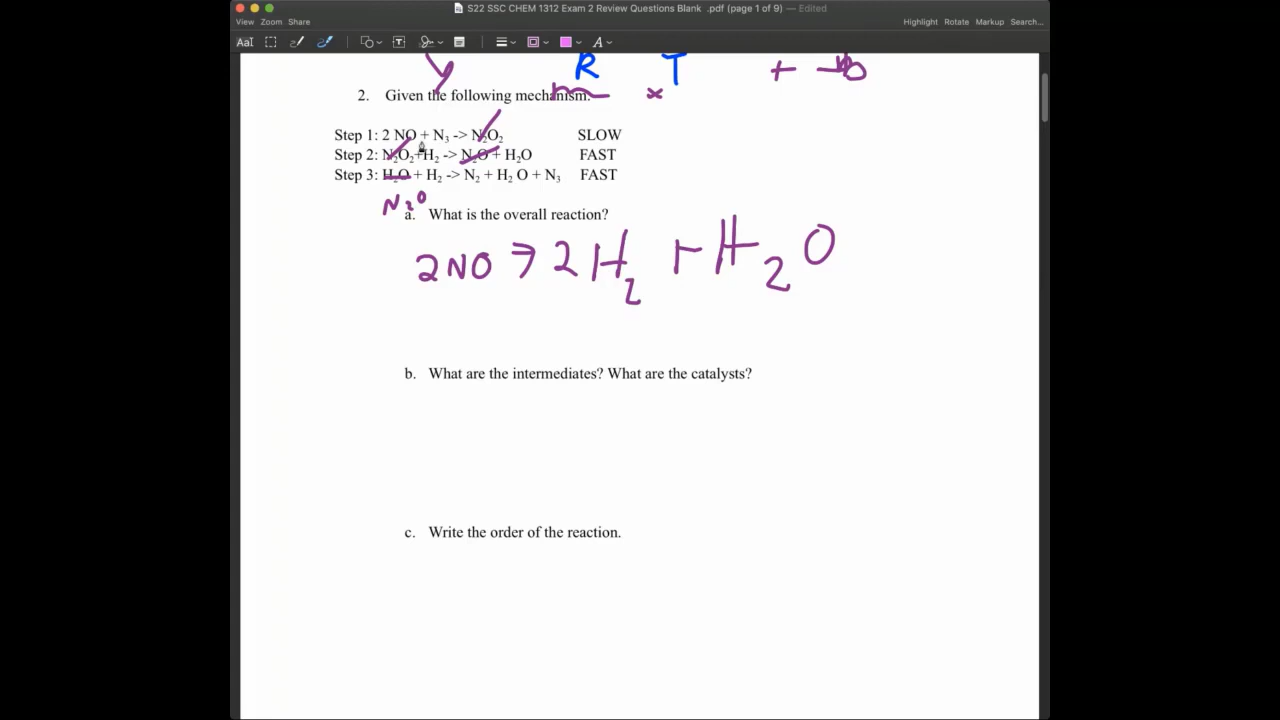 S22 SSC CHEM 1312 Exam 2 Review Questions Blank .pdf (page 1 of 9) — Edited
View Zoom Share
Highlight Rotate Markup Search...
R T +
2. Given the following mechanism.
Step 1: 2 NO + N₃ -> N₂O₂ SLOW
Step 2: N₂O₂+H₂ -> N₂O + H₂O FAST
Step 3: H₂O + H₂ -> N₂ + H₂ O + N₃ FAST
N₂O
a. What is the overall reaction?
2NO → 2H₂ + H₂O
b. What are the intermediates? What are the catalysts?
c. Write the order of the reaction.